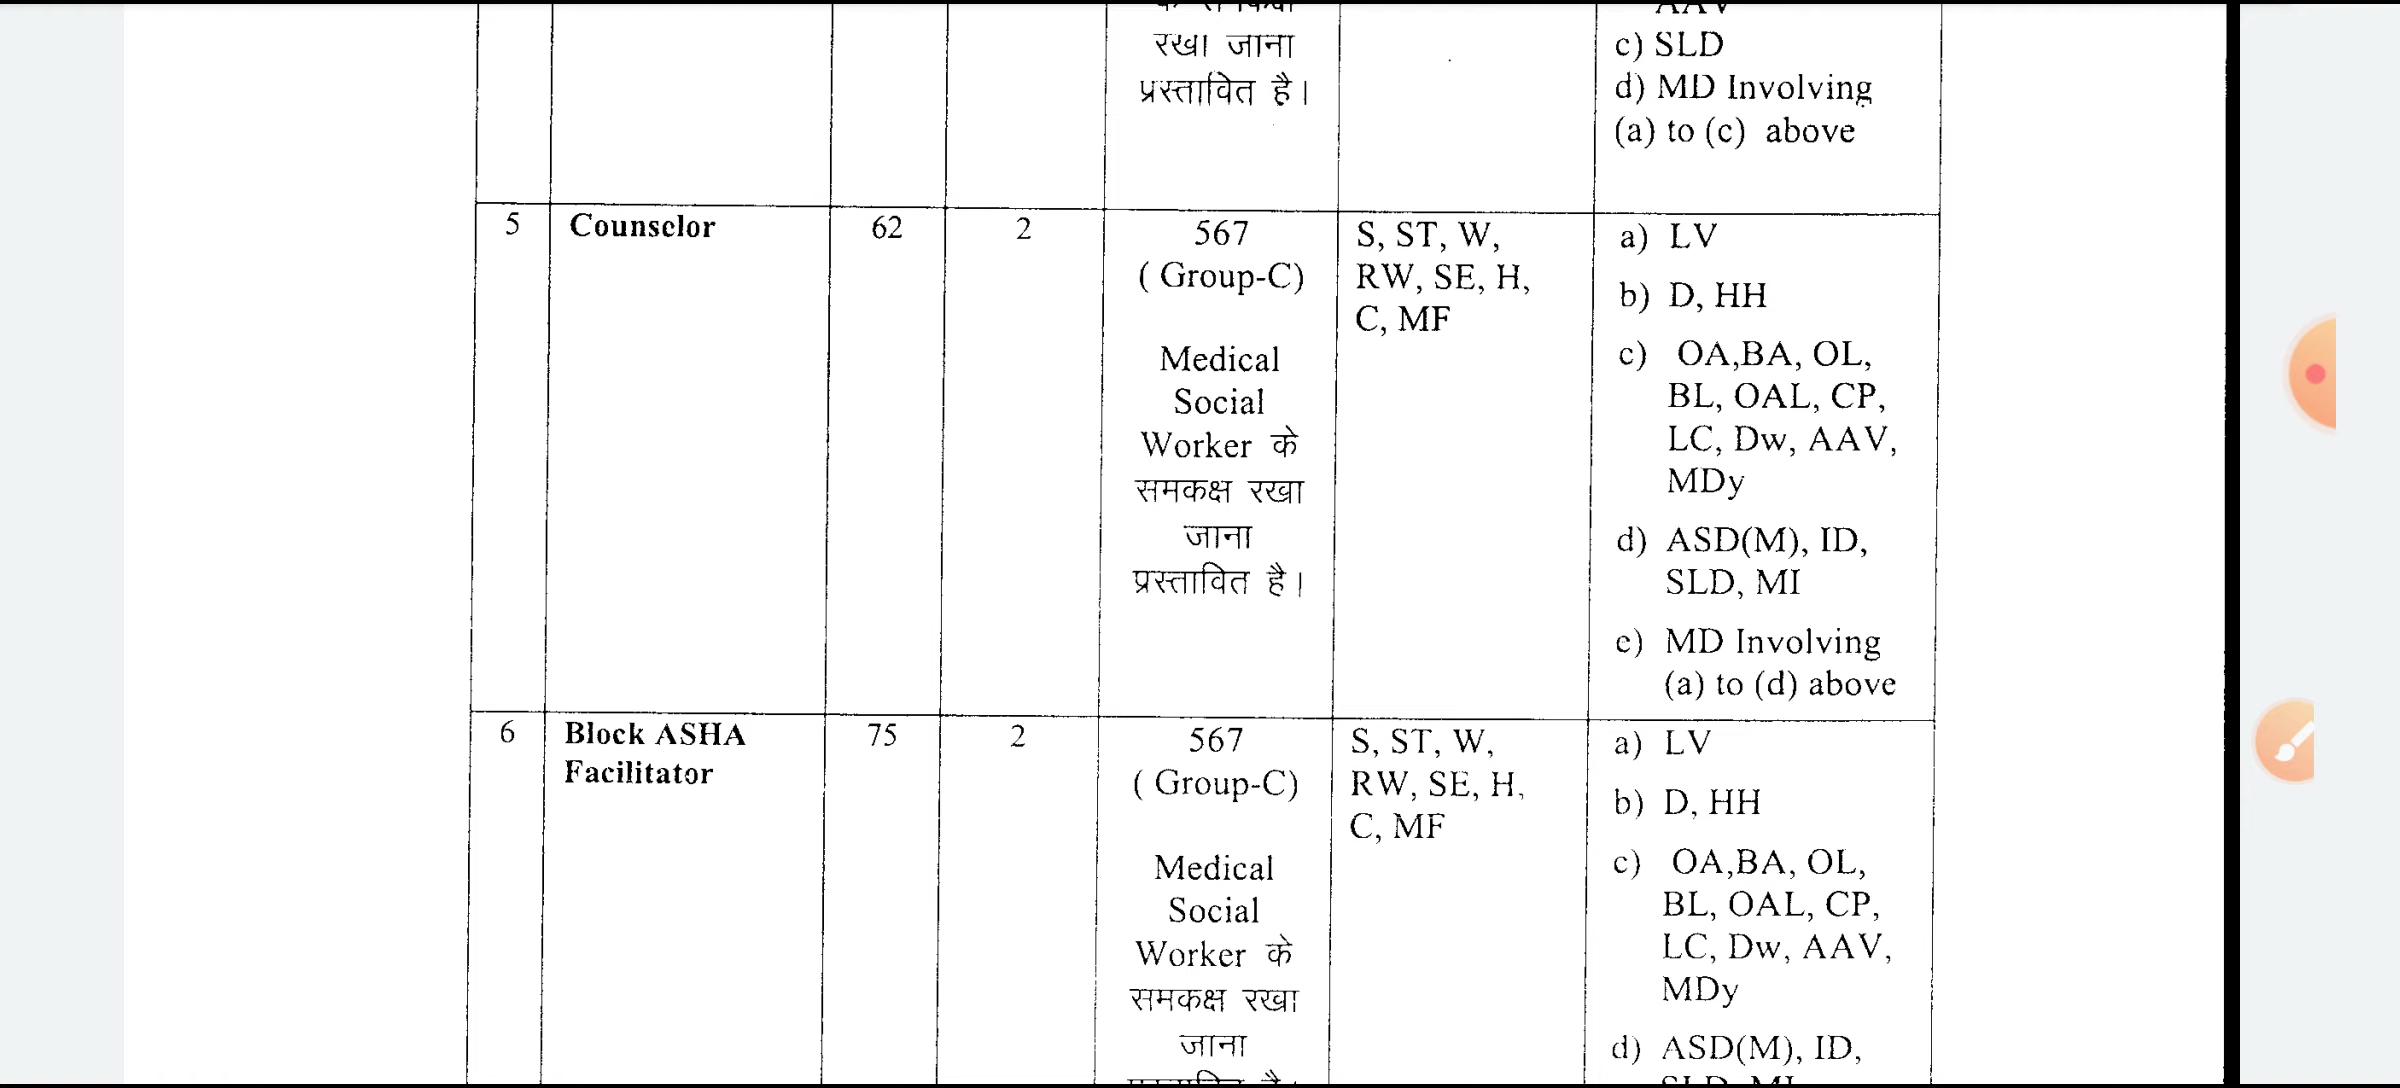 रखा जाना
प्रस्तावित है।
c) SLD
d) MD Involving
(a) to (c) above
5
Counselor
62
2
567
( Group-C)
Medical
Social
Worker के
समकक्ष रखा
जाना
प्रस्तावित है।
S, ST, W,
RW, SE, H,
C, MF
a) LV
b) D, HH
c) OA,BA, OL,
BL, OAL, CP,
LC, Dw, AAV,
MDy
d) ASD(M), ID,
SLD, MI
e) MD Involving
(a) to (d) above
6
Block ASHA
Facilitator
75
2
567
( Group-C)
Medical
Social
Worker के
समकक्ष रखा
जाना
S, ST, W,
RW, SE, H,
C, MF
a) LV
b) D, HH
c) OA,BA, OL,
BL, OAL, CP,
LC, Dw, AAV,
MDy
d) ASD(M), ID,